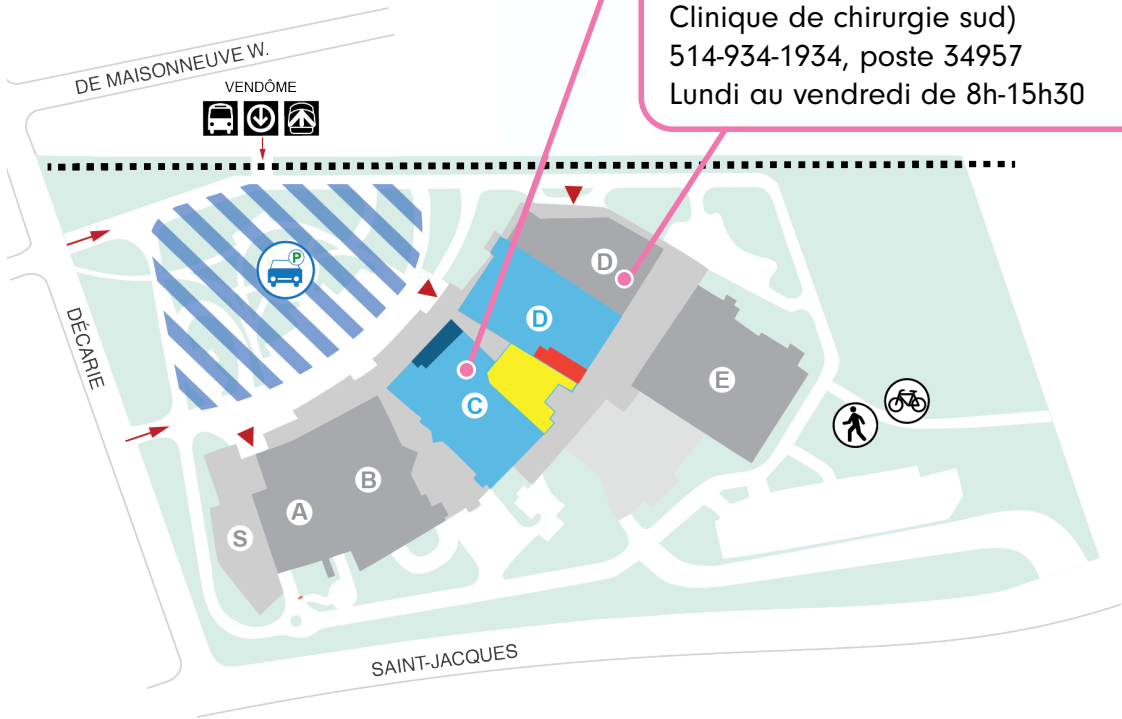 Clinique de chirurgie sud)
514-934-1934, poste 34957
Lundi au vendredi de 8h-15h30
DE MAISONNEUVE W.
VENDÔME
P
D
D
DÉCARIE
E
C
B
A
S
SAINT-JACQUES